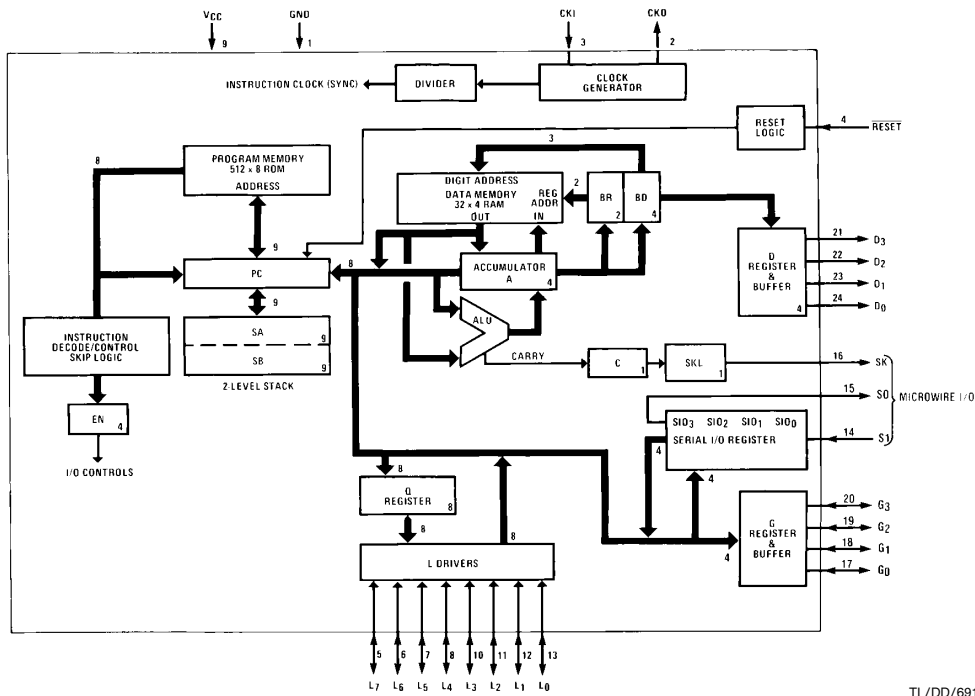 VCC
GND
CKI
CKO
9
1
3
2
INSTRUCTION CLOCK (SYNC)
DIVIDER
CLOCK
GENERATOR
RESET
LOGIC
4
RESET
8
PROGRAM MEMORY
512 x 8 ROM
ADDRESS
3
DIGIT ADDRESS
DATA MEMORY
32 x 4 RAM
REG
ADDR
OUT
IN
2
BR
2
BD
4
9
8
PC
ACCUMULATOR
A
4
D
REGISTER
&
BUFFER
4
21
D3
22
D2
23
D1
24
D0
9
INSTRUCTION
DECODE/CONTROL
SKIP LOGIC
SA
9
SB
9
2-LEVEL STACK
ALU
CARRY
C
1
SKL
1
16
SK
15
SO
MICROWIRE I/O
14
S1
EN
4
I/O CONTROLS
SIO3 SIO2 SIO1 SIO0
SERIAL I/O REGISTER
4
4
8
Q
REGISTER
8
8
8
L DRIVERS
4
G
REGISTER
&
BUFFER
20
G3
19
G2
18
G1
17
G0
5
6
7
8
10
11
12
13
L7
L6
L5
L4
L3
L2
L1
L0
TL/DD/691